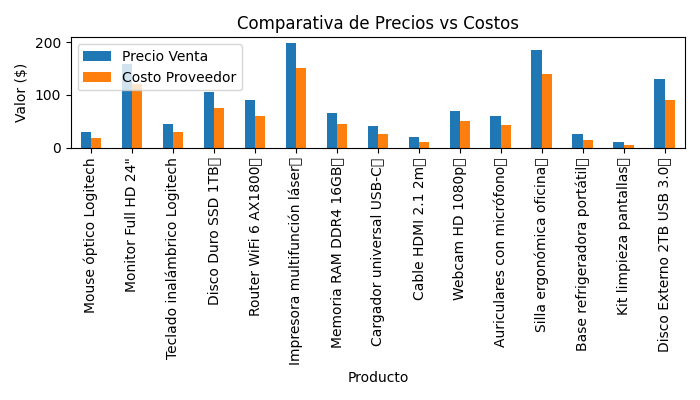 Comparativa de Precios vs Costos
Precio Venta
Costo Proveedor
Valor ($)
200
100
0
Mouse óptico Logitech
Monitor Full HD 24"
Teclado inalámbrico Logitech
Disco Duro SSD 1TB
Router WiFi 6 AX1800
Impresora multifunción láser
Memoria RAM DDR4 16GB
Cargador universal USB-C
Cable HDMI 2.1 2m
Webcam HD 1080p
Auriculares con micrófono
Silla ergonómica oficina
Base refrigeradora portátil
Kit limpieza pantallas
Disco Externo 2TB USB 3.0
Producto